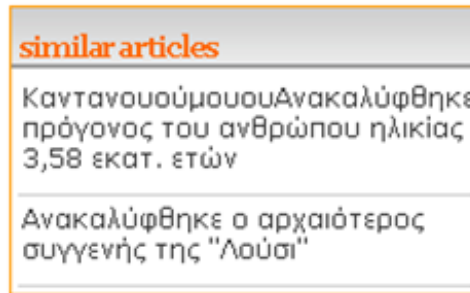 similar articles
ΚαντανουούμουουΑνακαλύφθηκε
πρόγονος του ανθρώπου ηλικίας
3,58 εκατ. ετών
Ανακαλύφθηκε ο αρχαιότερος
συγγενής της "Λούσι"